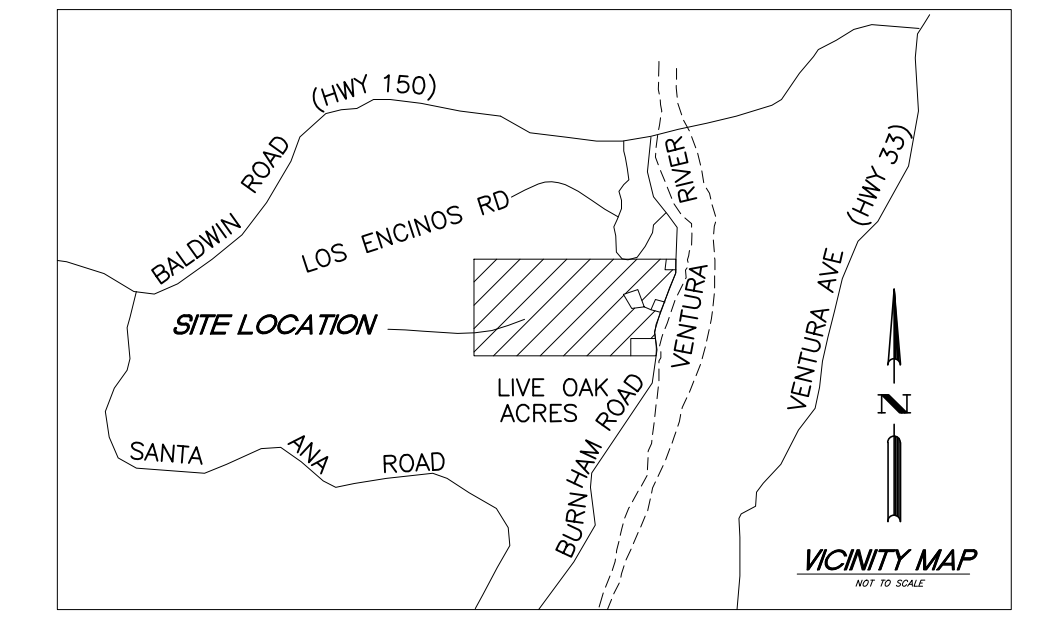 (HWY 150)
BALDWIN ROAD
LOS ENCINOS RD
RIVER
VENTURA
(HWY 33)
VENTURA AVE
SITE LOCATION
LIVE OAK
ACRES
BURNHAM ROAD
SANTA ANA ROAD
N
VICINITY MAP
NOT TO SCALE